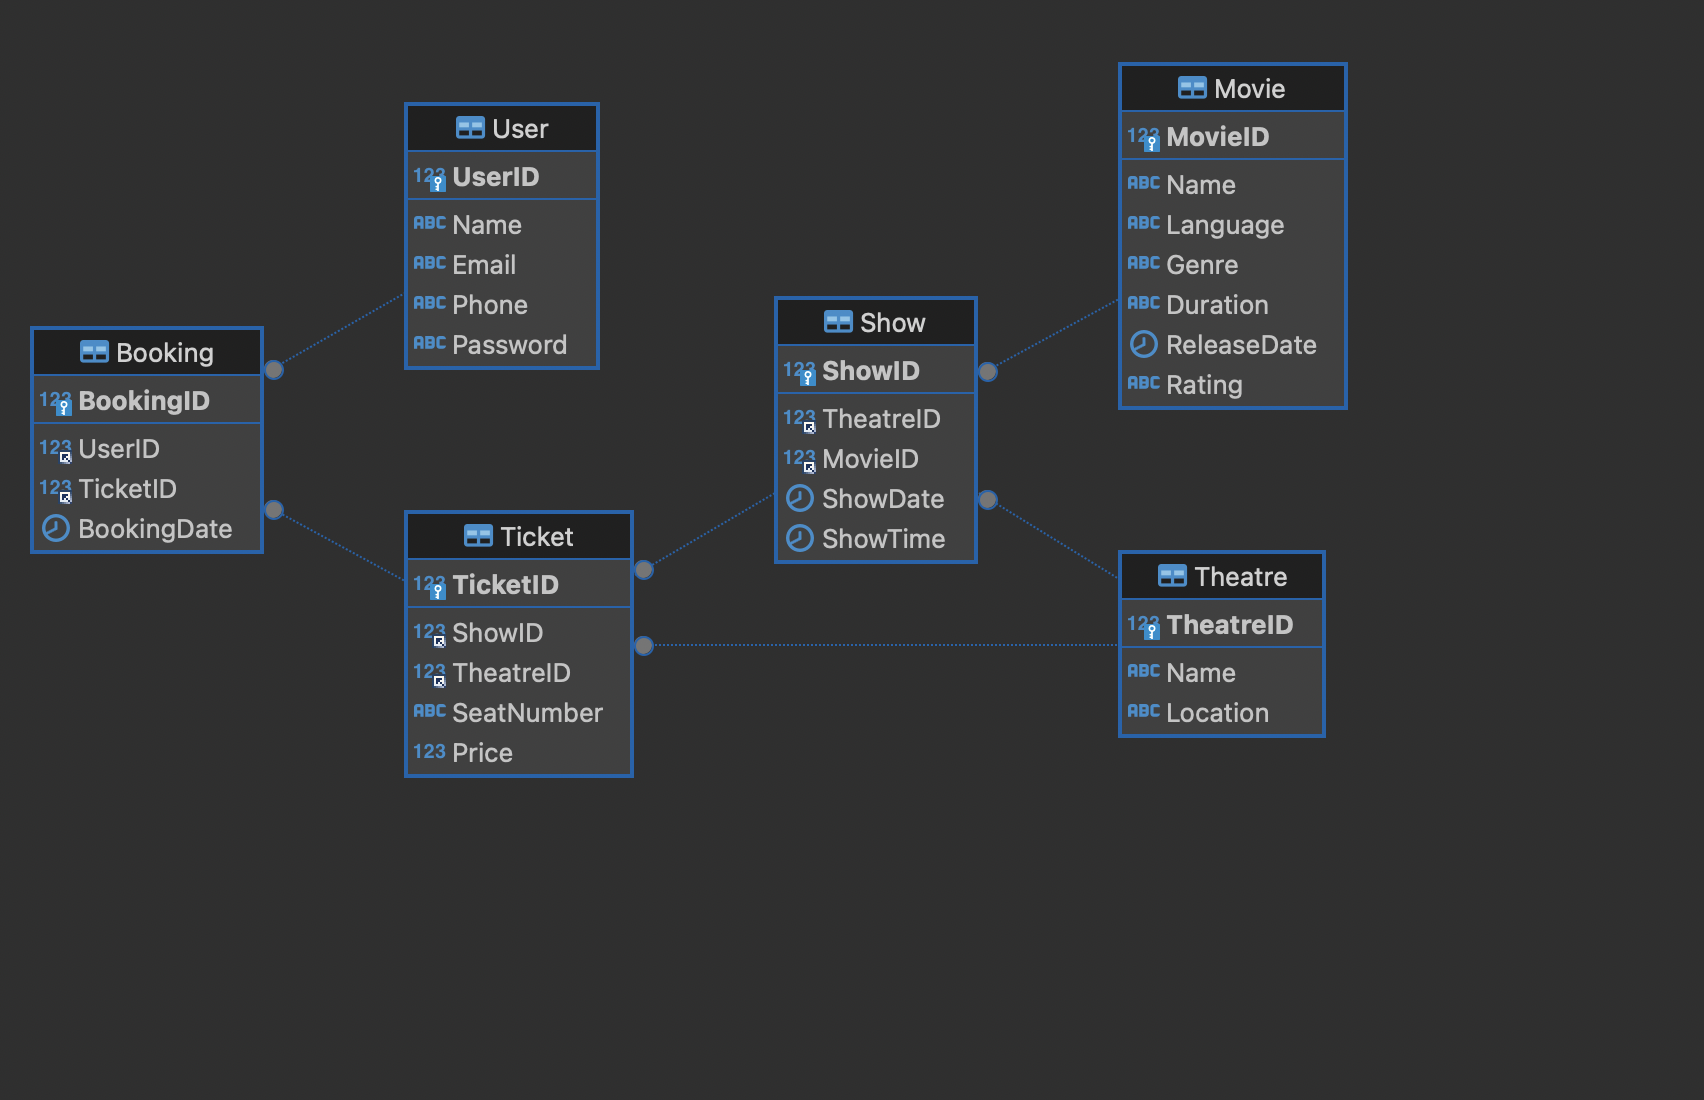 User
123 UserID
ABC Name
ABC Email
ABC Phone
ABC Password
Booking
123 BookingID
123 UserID
123 TicketID
BookingDate
Ticket
123 TicketID
123 ShowID
123 TheatreID
ABC SeatNumber
123 Price
Show
123 ShowID
123 TheatreID
123 MovieID
ShowDate
ShowTime
Movie
123 MovieID
ABC Name
ABC Language
ABC Genre
ABC Duration
ReleaseDate
ABC Rating
Theatre
123 TheatreID
ABC Name
ABC Location